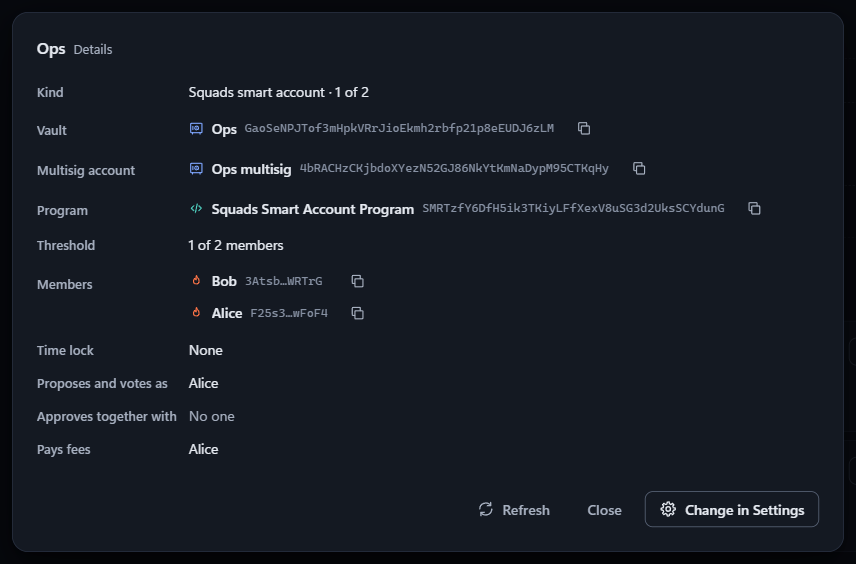 Ops Details
Kind Squads smart account · 1 of 2
Vault Ops GaoSeNPJTof3mHpkVRrJioEkmh2rbfp21p8eEUDJ6zLM
Multisig account Ops multisig 4bRACHzCKjbdoXYezN52GJ86NkYtKmNaDypM95CTKqHy
Program Squads Smart Account Program SMRTzfY6DfH5ik3TKiyLFfXexV8uSG3d2UksSCYdunG
Threshold 1 of 2 members
Members Bob 3Atsb…WRTrG
Alice F25s3…wFoF4
Time lock None
Proposes and votes as Alice
Approves together with No one
Pays fees Alice
Refresh Close Change in Settings